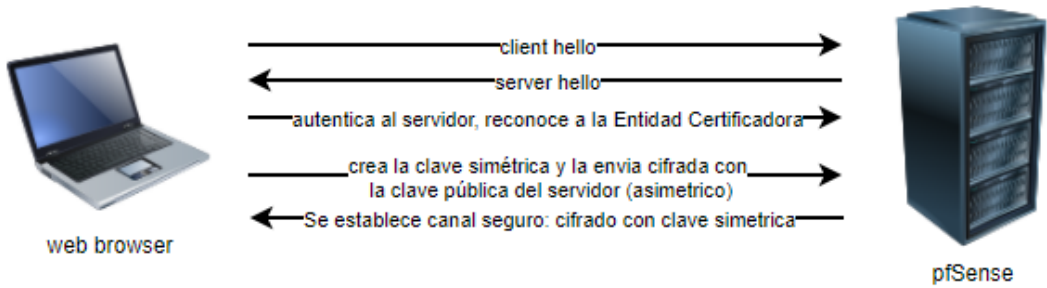 client hello
server hello
autentica al servidor, reconoce a la Entidad Certificadora
crea la clave simétrica y la envia cifrada con
la clave pública del servidor (asimetrico)
Se establece canal seguro: cifrado con clave simetrica
web browser
pfSense